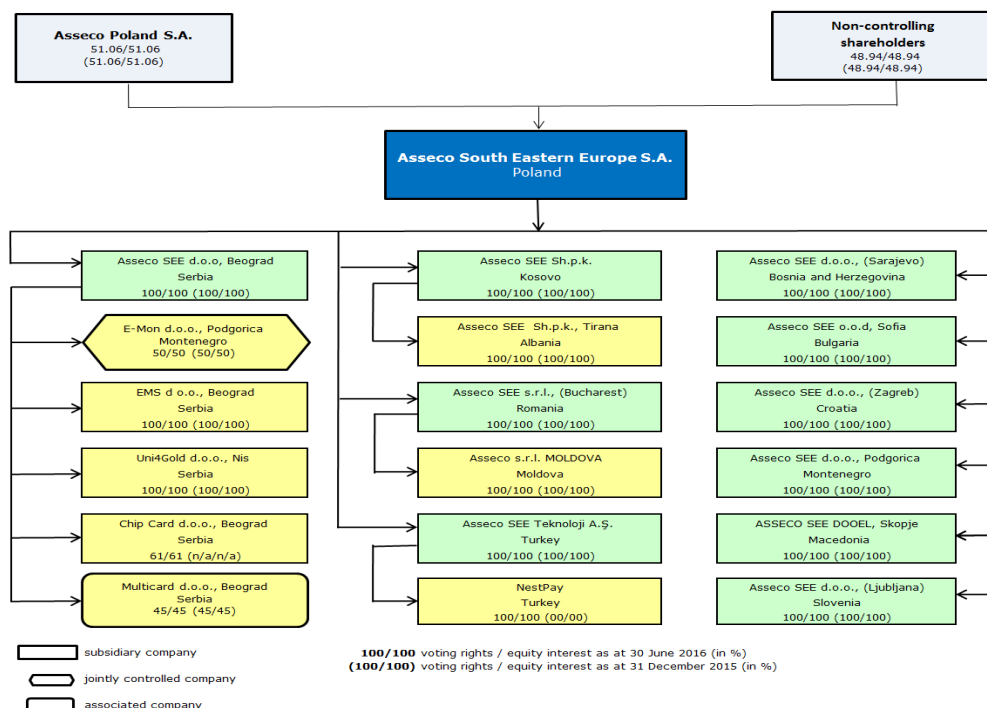 Asseco Poland S.A.
51.06/51.06
(51.06/51.06)
Non-controlling
shareholders
48.94/48.94
(48.94/48.94)
Asseco South Eastern Europe S.A.
Poland
Asseco SEE d.o.o, Beograd
Serbia
100/100 (100/100)
E-Mon d.o.o., Podgorica
Montenegro
50/50 (50/50)
EMS d o.o., Beograd
Serbia
100/100 (100/100)
Uni4Gold d.o.o., Nis
Serbia
100/100 (100/100)
Chip Card d.o.o., Beograd
Serbia
61/61 (n/a/n/a)
Multicard d.o.o., Beograd
Serbia
45/45 (45/45)
Asseco SEE Sh.p.k.
Kosovo
100/100 (100/100)
Asseco SEE Sh.p.k., Tirana
Albania
100/100 (100/100)
Asseco SEE s.r.l., (Bucharest)
Romania
100/100 (100/100)
Asseco s.r.l. MOLDOVA
Moldova
100/100 (100/100)
Asseco SEE Teknoloji A.Ş.
Turkey
100/100 (100/100)
NestPay
Turkey
100/100 (00/00)
Asseco SEE d.o.o., (Sarajevo)
Bosnia and Herzegovina
100/100 (100/100)
Asseco SEE o.o.d, Sofia
Bulgaria
100/100 (100/100)
Asseco SEE d.o.o., (Zagreb)
Croatia
100/100 (100/100)
Asseco SEE d.o.o., Podgorica
Montenegro
100/100 (100/100)
ASSECO SEE DOOEL, Skopje
Macedonia
100/100 (100/100)
Asseco SEE d.o.o., (Ljubljana)
Slovenia
100/100 (100/100)
subsidiary company
jointly controlled company
associated company
100/100 voting rights / equity interest as at 30 June 2016 (in %)
(100/100) voting rights / equity interest as at 31 December 2015 (in %)